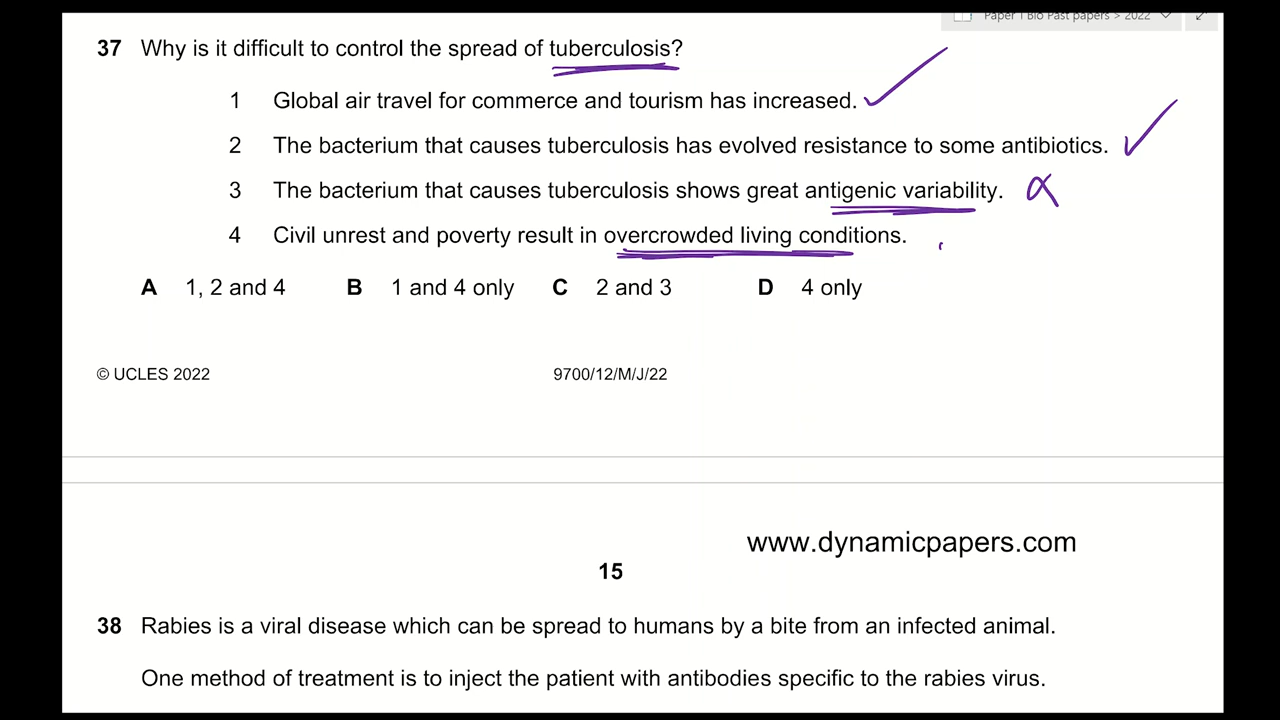 Paper 1 Bio Past papers > 2022
37 Why is it difficult to control the spread of tuberculosis?
1 Global air travel for commerce and tourism has increased.
2 The bacterium that causes tuberculosis has evolved resistance to some antibiotics.
3 The bacterium that causes tuberculosis shows great antigenic variability.
4 Civil unrest and poverty result in overcrowded living conditions.
A 1, 2 and 4 B 1 and 4 only C 2 and 3 D 4 only
© UCLES 2022 9700/12/M/J/22
www.dynamicpapers.com
15
38 Rabies is a viral disease which can be spread to humans by a bite from an infected animal.
One method of treatment is to inject the patient with antibodies specific to the rabies virus.